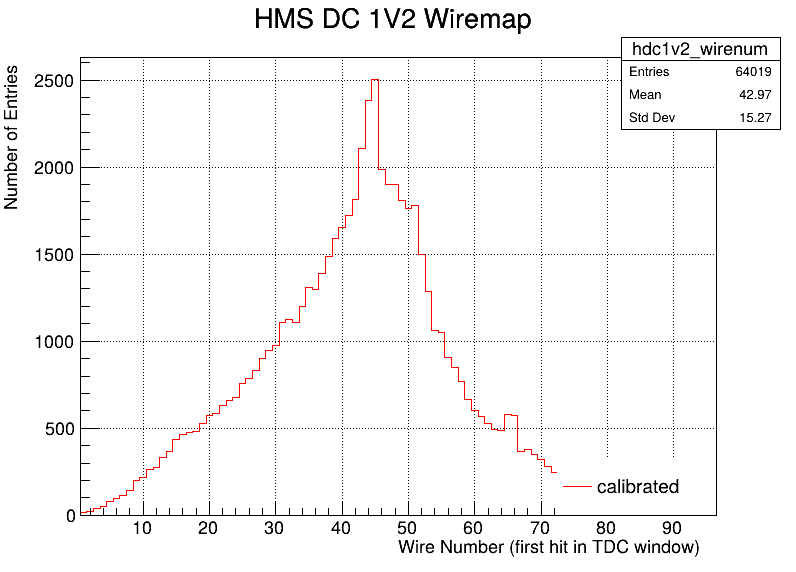 HMS DC 1V2 Wiremap
hdc1v2_wirenum
Entries 64019
Mean 42.97
Std Dev 15.27
Number of Entries
2500
2000
1500
1000
500
0
calibrated
10 20 30 40 50 60 70 80 90
Wire Number (first hit in TDC window)